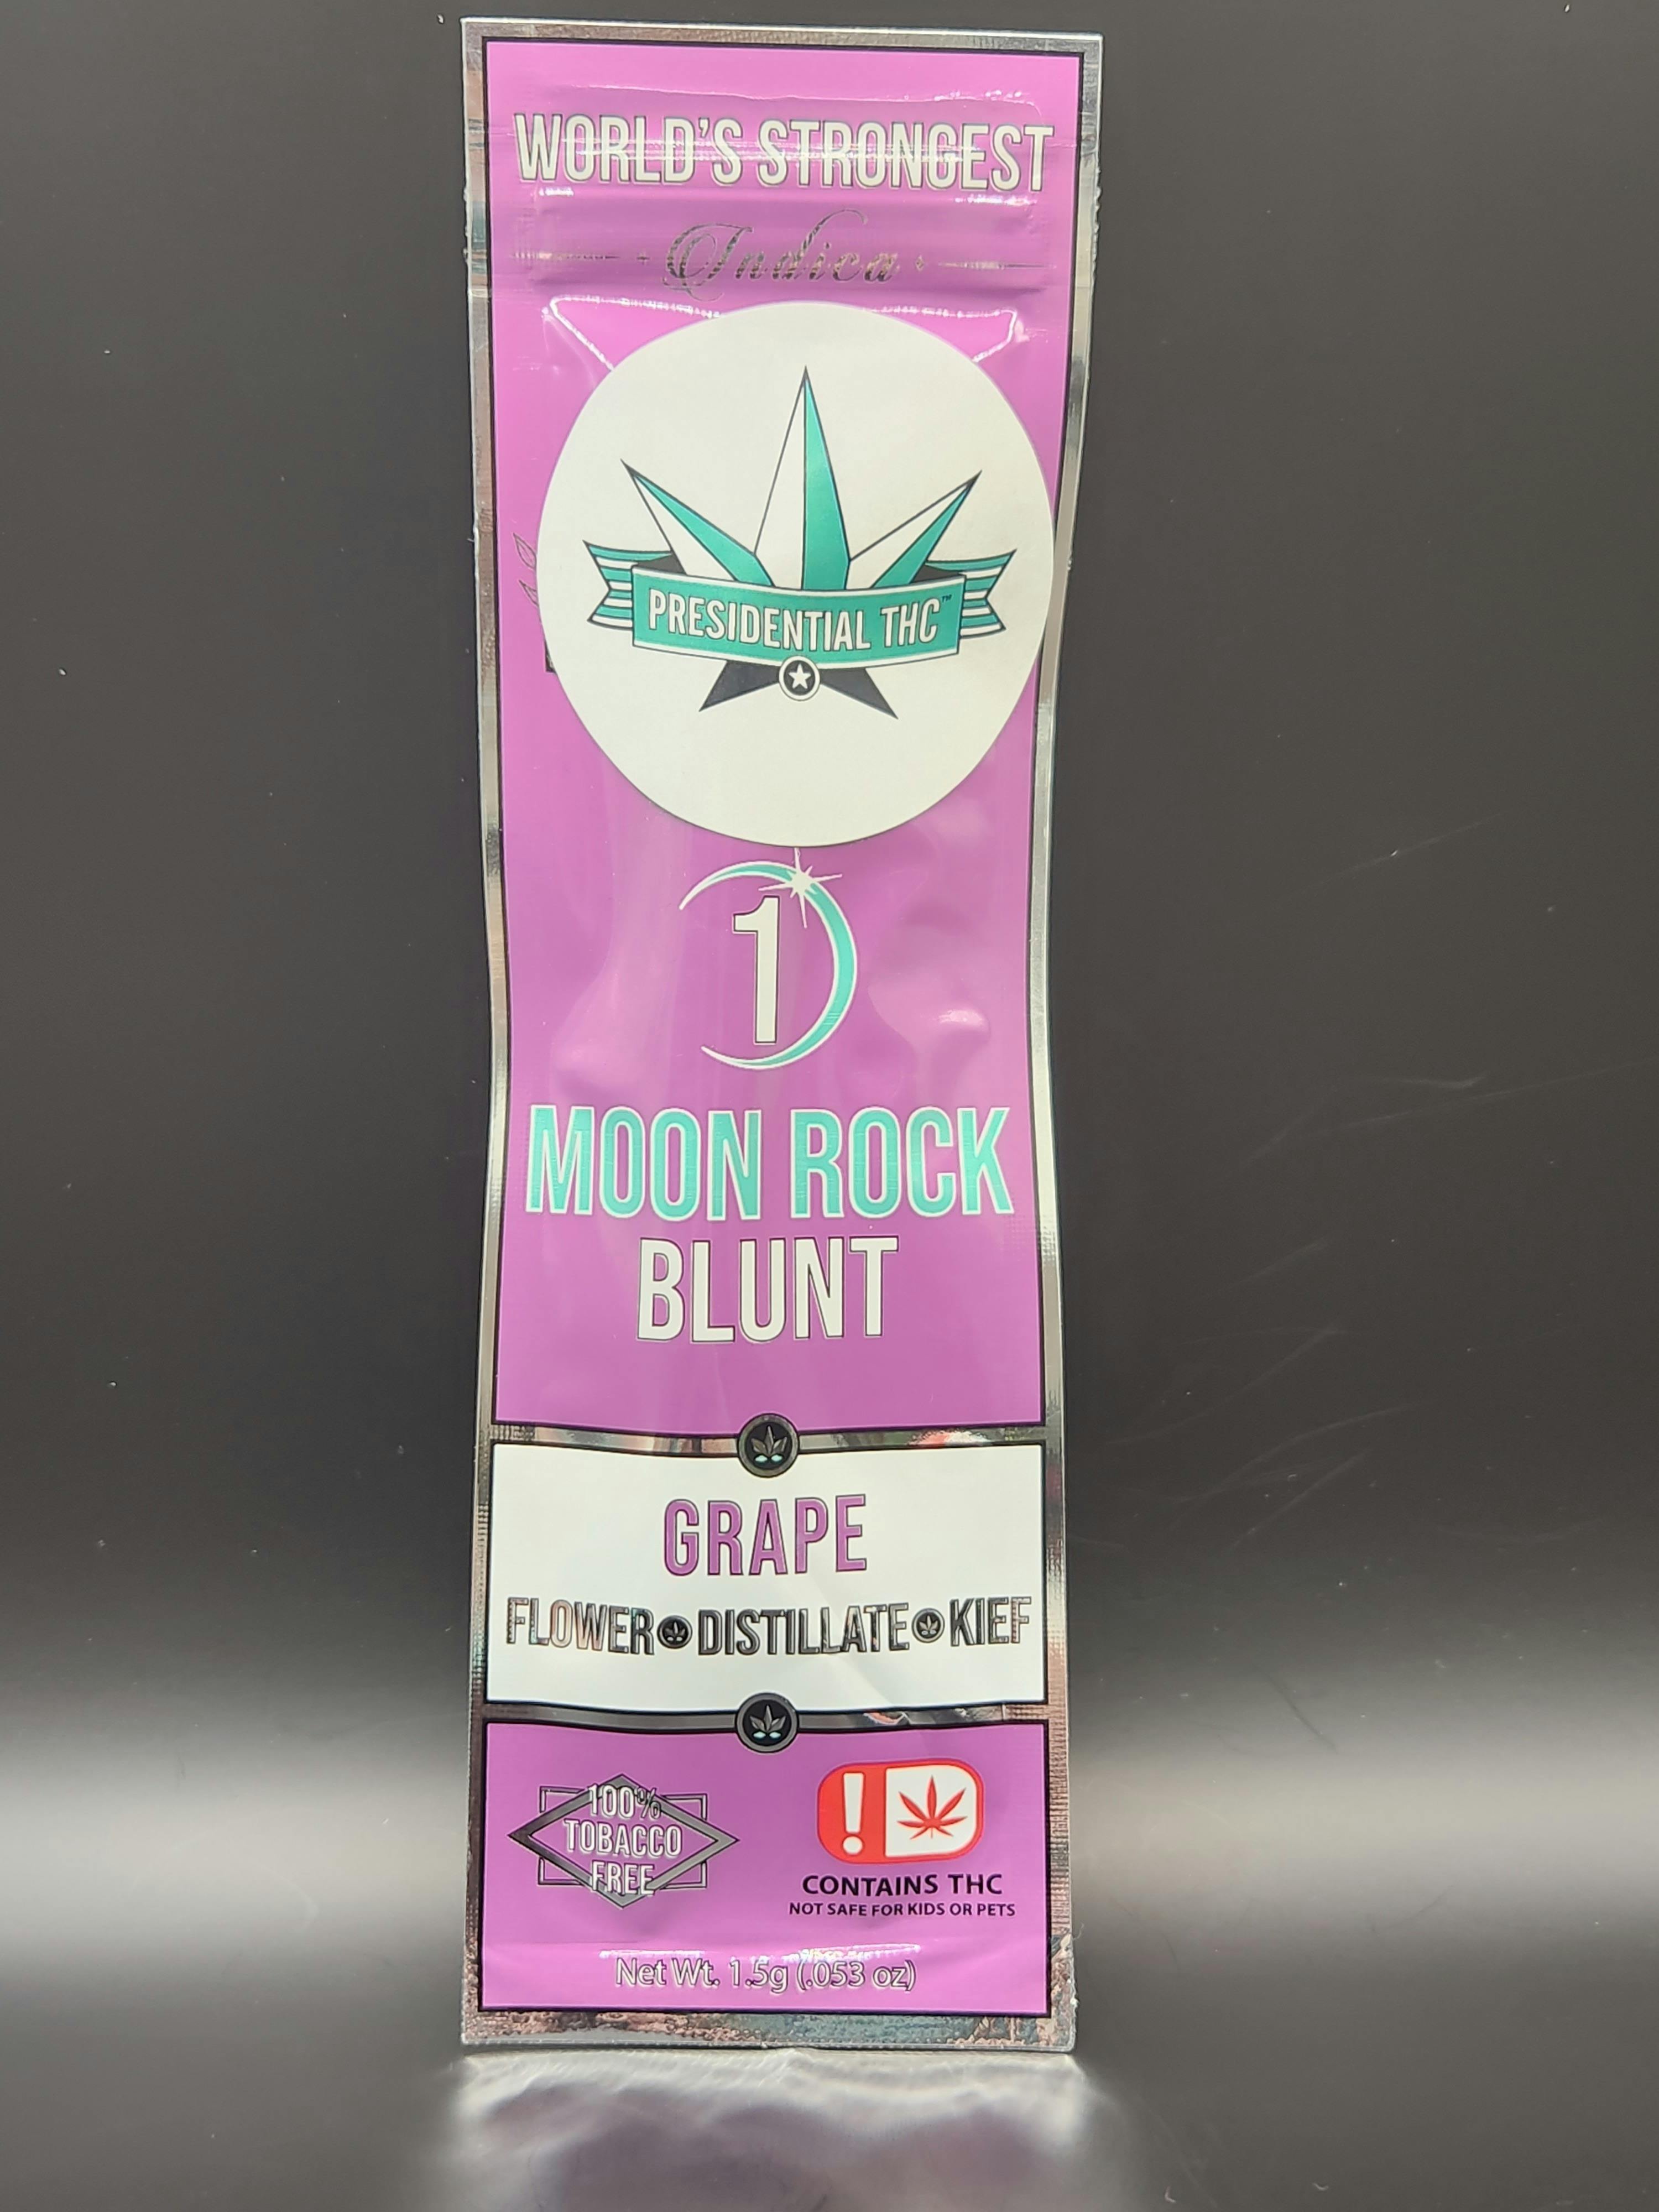 WORLD'S STRONGEST
Indica
PRESIDENTIAL THC™
1
MOON ROCK
BLUNT
GRAPE
FLOWER DISTILLATE KIEF
100%
TOBACCO
FREE
!
CONTAINS THC
NOT SAFE FOR KIDS OR PETS
Net Wt. 1.5g (.053 oz)